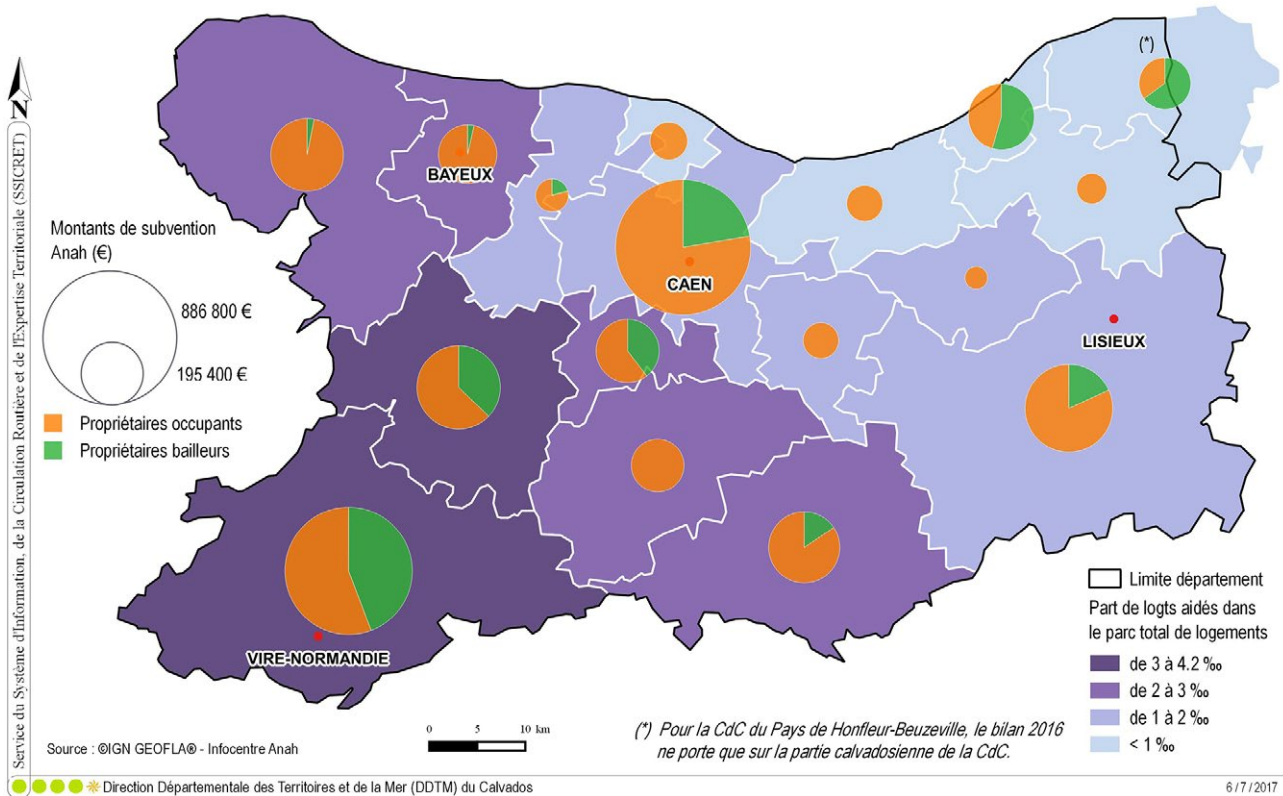 (*)
N
Service du Système d'Information, de la Circulation Routière et de l'Expertise Territoriale (SSICRET)
BAYEUX
Montants de subvention
Anah (€)
886 800 €
195 400 €
CAEN
LISIEUX
Propriétaires occupants
Propriétaires bailleurs
VIRE-NORMANDIE
Limite département
Part de logts aidés dans
le parc total de logements
de 3 à 4.2 ‰
de 2 à 3 ‰
de 1 à 2 ‰
< 1 ‰
0 5 10 km
(*) Pour la CdC du Pays de Honfleur-Beuzeville, le bilan 2016
ne porte que sur la partie calvadosienne de la CdC.
Source : ©IGN GEOFLA® - Infocentre Anah
Direction Départementale des Territoires et de la Mer (DDTM) du Calvados
6 / 7 / 2017